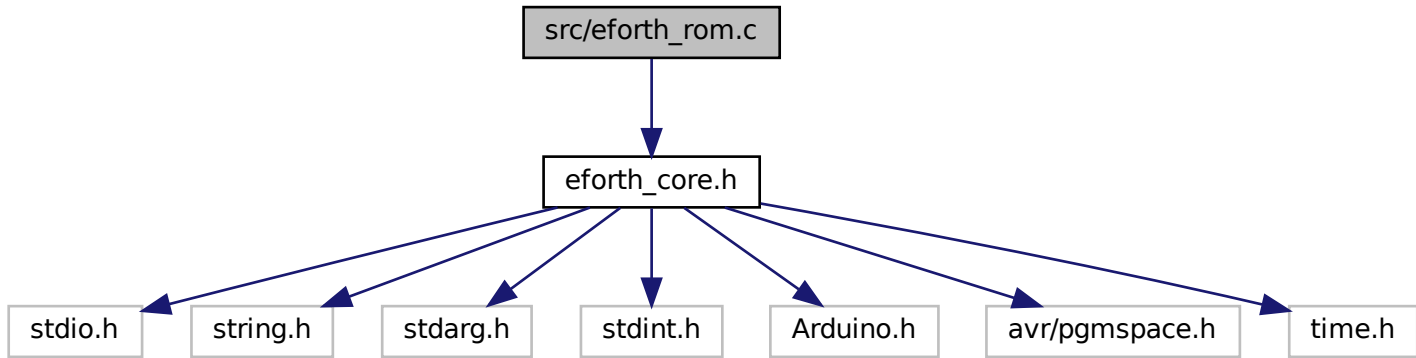 src/eforth_rom.c
eforth_core.h
stdio.h
string.h
stdarg.h
stdint.h
Arduino.h
avr/pgmspace.h
time.h